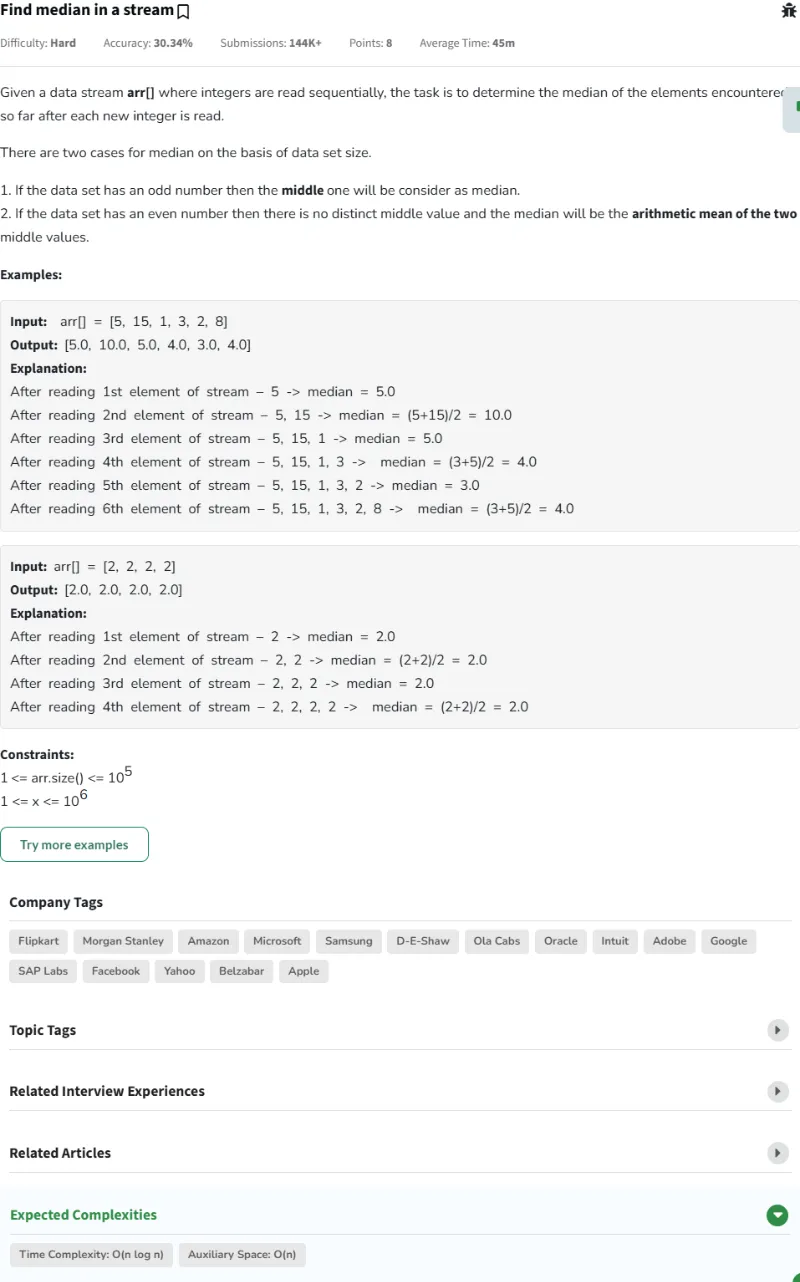 Find median in a stream
Difficulty: Hard Accuracy: 30.34% Submissions: 144K+ Points: 8 Average Time: 45m
Given a data stream arr[] where integers are read sequentially, the task is to determine the median of the elements encountered
so far after each new integer is read.
There are two cases for median on the basis of data set size.
1. If the data set has an odd number then the middle one will be consider as median.
2. If the data set has an even number then there is no distinct middle value and the median will be the arithmetic mean of the two
middle values.
Examples:
Input: arr[] = [5, 15, 1, 3, 2, 8]
Output: [5.0, 10.0, 5.0, 4.0, 3.0, 4.0]
Explanation:
After reading 1st element of stream – 5 -> median = 5.0
After reading 2nd element of stream – 5, 15 -> median = (5+15)/2 = 10.0
After reading 3rd element of stream – 5, 15, 1 -> median = 5.0
After reading 4th element of stream – 5, 15, 1, 3 -> median = (3+5)/2 = 4.0
After reading 5th element of stream – 5, 15, 1, 3, 2 -> median = 3.0
After reading 6th element of stream – 5, 15, 1, 3, 2, 8 -> median = (3+5)/2 = 4.0
Input: arr[] = [2, 2, 2, 2]
Output: [2.0, 2.0, 2.0, 2.0]
Explanation:
After reading 1st element of stream – 2 -> median = 2.0
After reading 2nd element of stream – 2, 2 -> median = (2+2)/2 = 2.0
After reading 3rd element of stream – 2, 2, 2 -> median = 2.0
After reading 4th element of stream – 2, 2, 2, 2 -> median = (2+2)/2 = 2.0
Constraints:
1 <= arr.size() <= 10^5
1 <= x <= 10^6
Try more examples
Company Tags
Flipkart Morgan Stanley Amazon Microsoft Samsung D-E-Shaw Ola Cabs Oracle Intuit Adobe Google
SAP Labs Facebook Yahoo Belzabar Apple
Topic Tags
Related Interview Experiences
Related Articles
Expected Complexities
Time Complexity: O(n log n) Auxiliary Space: O(n)